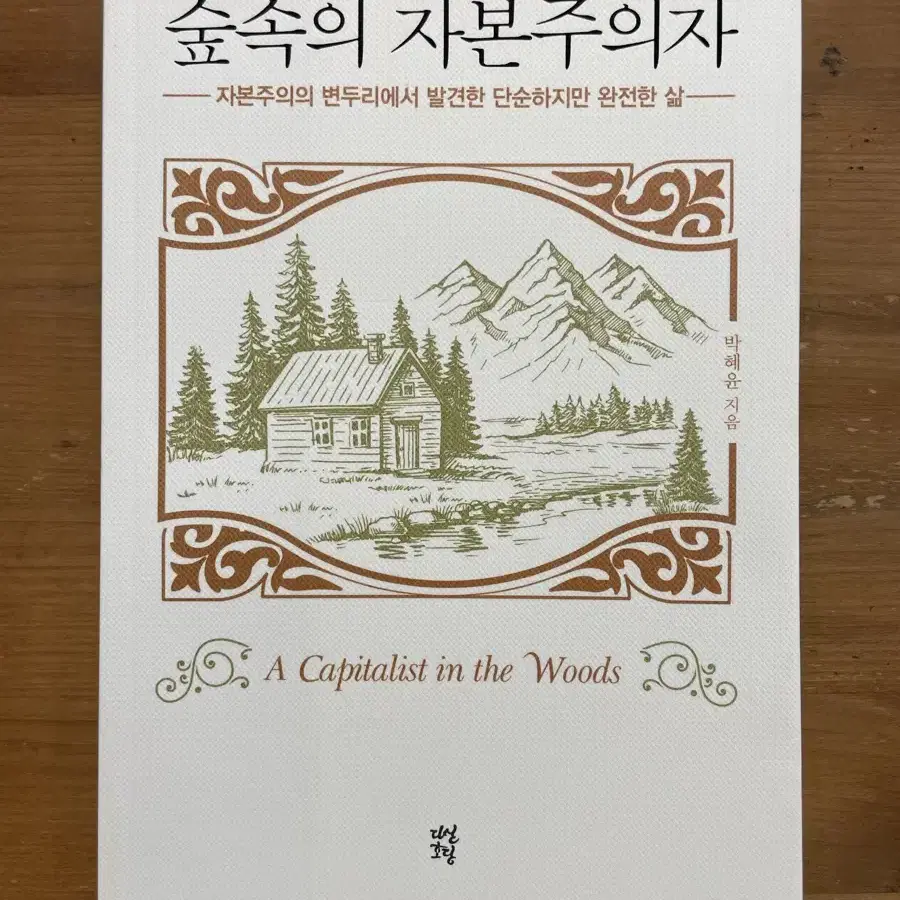 숲속의 자본주의자
자본주의의 변두리에서 발견한 단순하지만 완전한 삶
박혜윤 지음
A Capitalist in the Woods
다산
초당